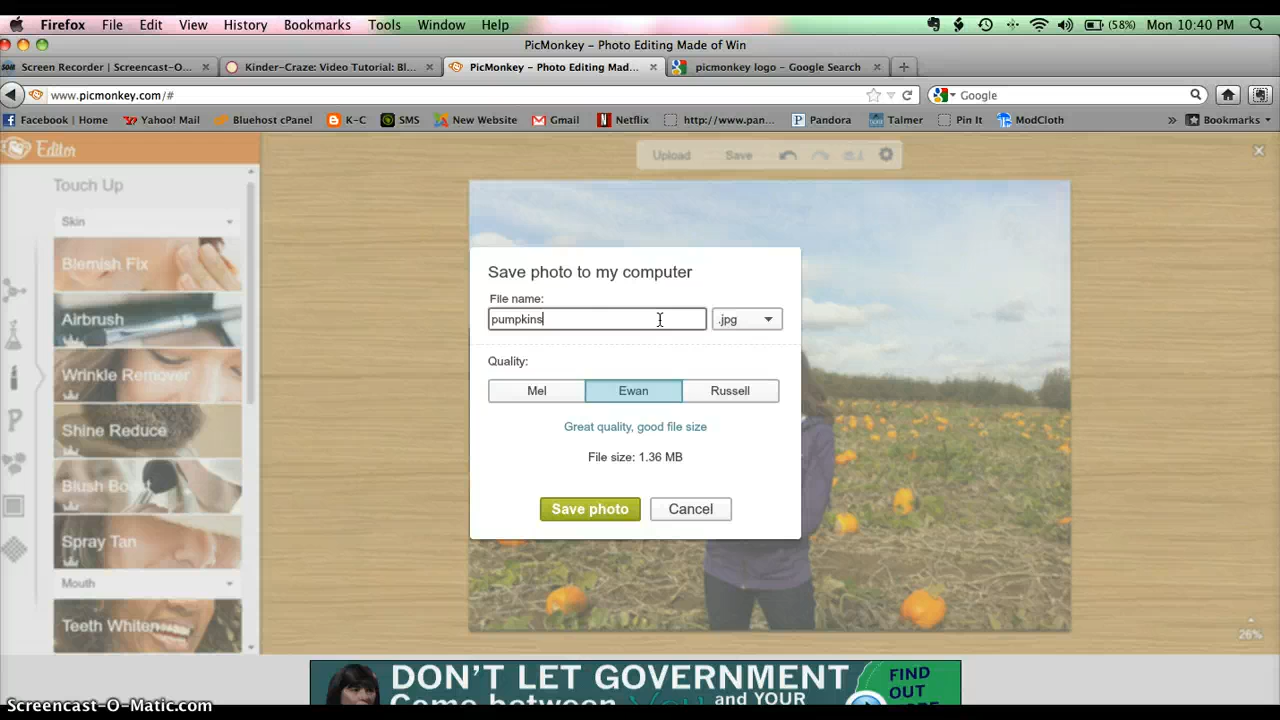 Firefox File Edit View History Bookmarks Tools Window Help (58%) Mon 10:40 PM
PicMonkey – Photo Editing Made of Win
Screen Recorder | Screencast-O... Kinder-Craze: Video Tutorial: Bl... PicMonkey – Photo Editing Mad... picmonkey logo – Google Search
www.picmonkey.com/# Google
Facebook | Home Yahoo! Mail Bluehost cPanel K-C SMS New Website Gmail Netflix http://www.pan... Pandora Talmer Pin It ModCloth » Bookmarks
Editor
Upload Save
Touch Up
Skin
Blemish Fix
Airbrush
Wrinkle Remover
Shine Reduce
Blush Boost
Spray Tan
Mouth
Teeth Whiten
Save photo to my computer
File name:
pumpkins .jpg
Quality:
Mel Ewan Russell
Great quality, good file size
File size: 1.36 MB
Save photo Cancel
26%
DON'T LET GOVERNMENT
Come between You and YOUR
FIND
OUT
Screencast-O-Matic.com